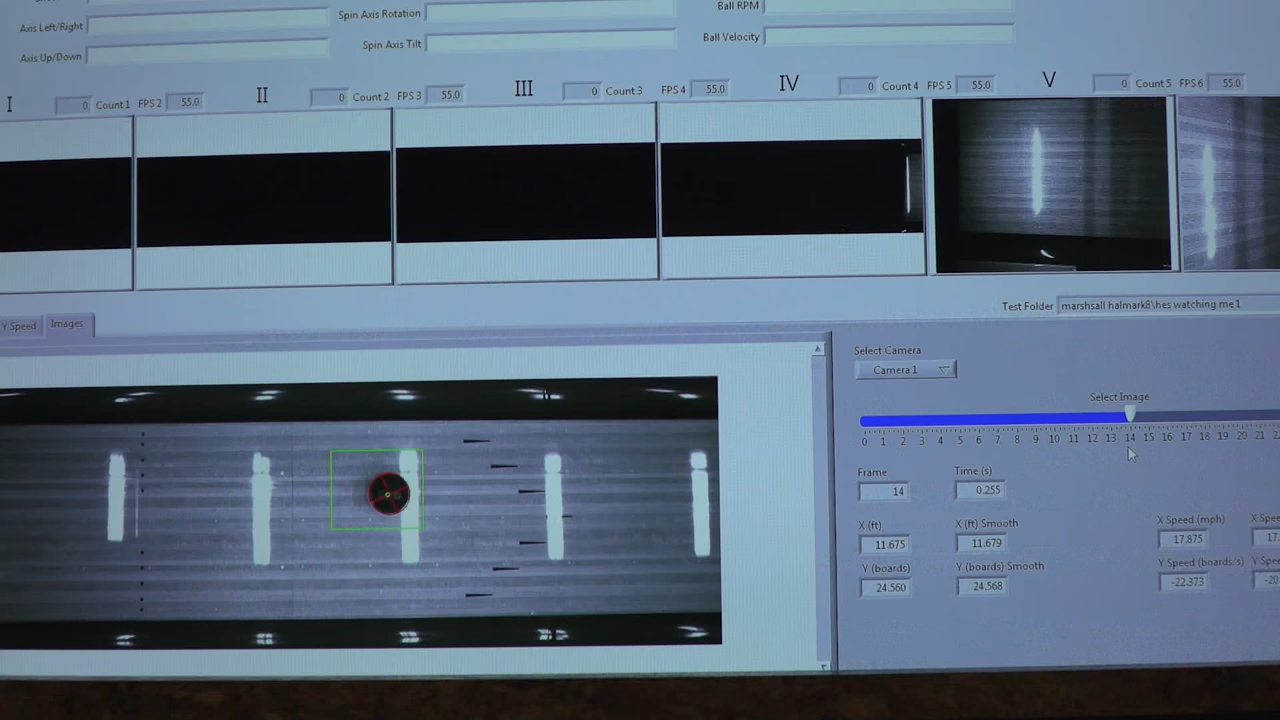 Axis Left/Right
Spin Axis Rotation
Ball RPM
Axis Up/Down
Spin Axis Tilt
Ball Velocity
I 0 Count 1 FPS 2 55.0 II 0 Count 2 FPS 3 55.0 III 0 Count 3 FPS 4 55.0 IV 0 Count 4 FPS 5 55.0 V 0 Count 5 FPS 6 55.0
Test Folder marshsall halmark8\hes watching me1
Y Speed Images
Select Camera
Camera 1
Select Image
0 1 2 3 4 5 6 7 8 9 10 11 12 13 14 15 16 17 18 19 20 21
Frame Time (s)
14 0.255
X (ft) X (ft) Smooth X Speed (mph)
11.675 11.679 17.875 17.
Y (boards) Y (boards) Smooth Y Speed (boards/s)
24.560 24.568 -22.373 -20